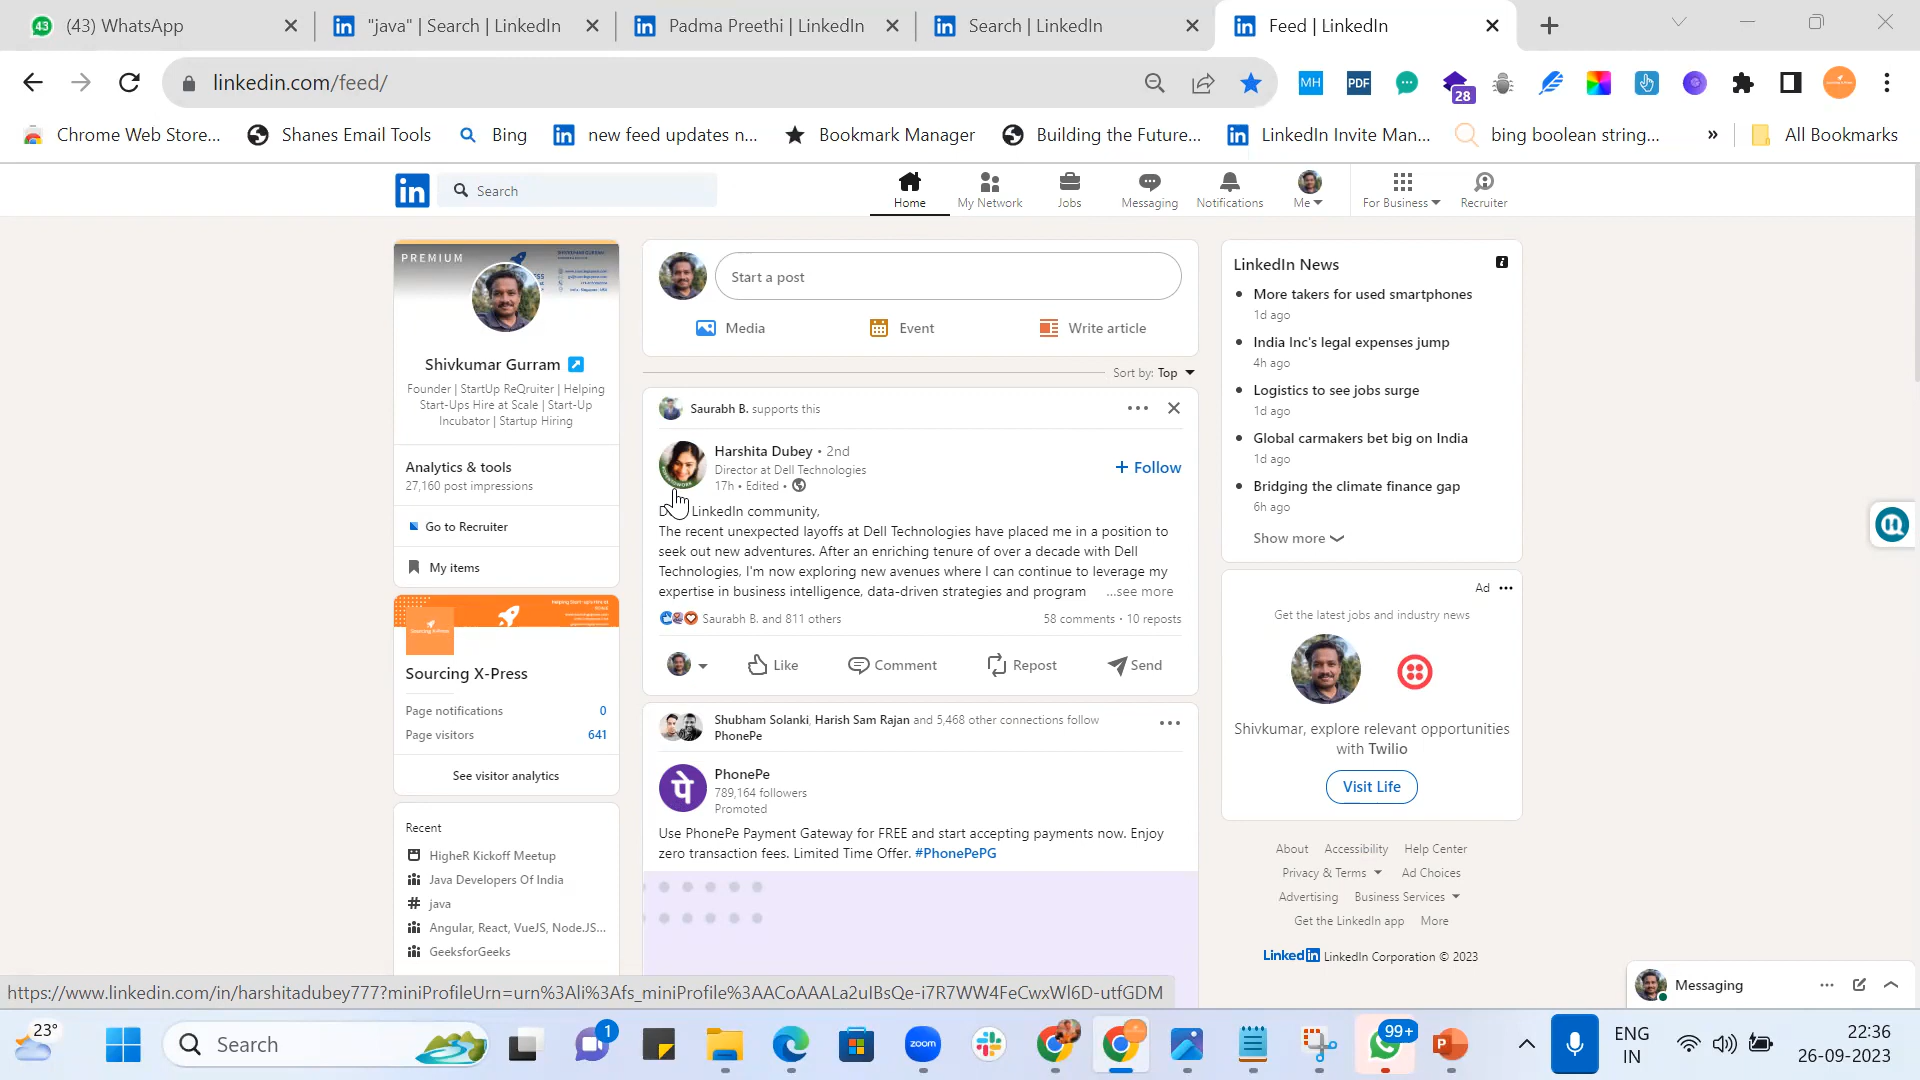 43
(43) WhatsApp
"java" | Search | LinkedIn
Padma Preethi | LinkedIn
Search | LinkedIn
Feed | LinkedIn
linkedin.com/feed/
MH
PDF
28
Chrome Web Store...
Shanes Email Tools
Bing
new feed updates n...
Bookmark Manager
Building the Future...
LinkedIn Invite Man...
bing boolean string...
»
All Bookmarks
in
Search
Home
My Network
Jobs
Messaging
Notifications
Me
For Business
Recruiter
PREMIUM
SHIVKUMAR GURRAM
Shivkumar Gurram
Founder | StartUp ReQruiter | Helping
Start-Ups Hire at Scale | Start-Up
Incubator | Startup Hiring
Analytics & tools
27,160 post impressions
Go to Recruiter
My items
Sourcing X-Press
Sourcing X-Press
Page notifications 0
Page visitors 641
See visitor analytics
Recent
HigheR Kickoff Meetup
Java Developers Of India
# java
Angular, React, VueJS, Node.JS...
GeeksforGeeks
Start a post
Media
Event
Write article
Sort by: Top
Saurabh B. supports this
Harshita Dubey • 2nd
Director at Dell Technologies
17h • Edited •
+ Follow
LinkedIn community,
The recent unexpected layoffs at Dell Technologies have placed me in a position to
seek out new adventures. After an enriching tenure of over a decade with Dell
Technologies, I'm now exploring new avenues where I can continue to leverage my
expertise in business intelligence, data-driven strategies and program ...see more
Saurabh B. and 811 others
58 comments • 10 reposts
Like
Comment
Repost
Send
Shubham Solanki, Harish Sam Rajan and 5,468 other connections follow
PhonePe
पे
PhonePe
789,164 followers
Promoted
Use PhonePe Payment Gateway for FREE and start accepting payments now. Enjoy
zero transaction fees. Limited Time Offer. #PhonePePG
LinkedIn News
More takers for used smartphones
1d ago
India Inc's legal expenses jump
4h ago
Logistics to see jobs surge
1d ago
Global carmakers bet big on India
1d ago
Bridging the climate finance gap
6h ago
Show more
Ad
Get the latest jobs and industry news
Shivkumar, explore relevant opportunities
with Twilio
Visit Life
About
Accessibility
Help Center
Privacy & Terms
Ad Choices
Advertising
Business Services
Get the LinkedIn app
More
LinkedIn LinkedIn Corporation © 2023
Messaging
https://www.linkedin.com/in/harshitadubey777?miniProfileUrn=urn%3Ali%3Afs_miniProfile%3AACoAAALa2uIBsQe-i7R7WW4FeCwxWl6D-utfGDM
23°
Search
1
zoom
99+
P
ENG
IN
22:36
26-09-2023